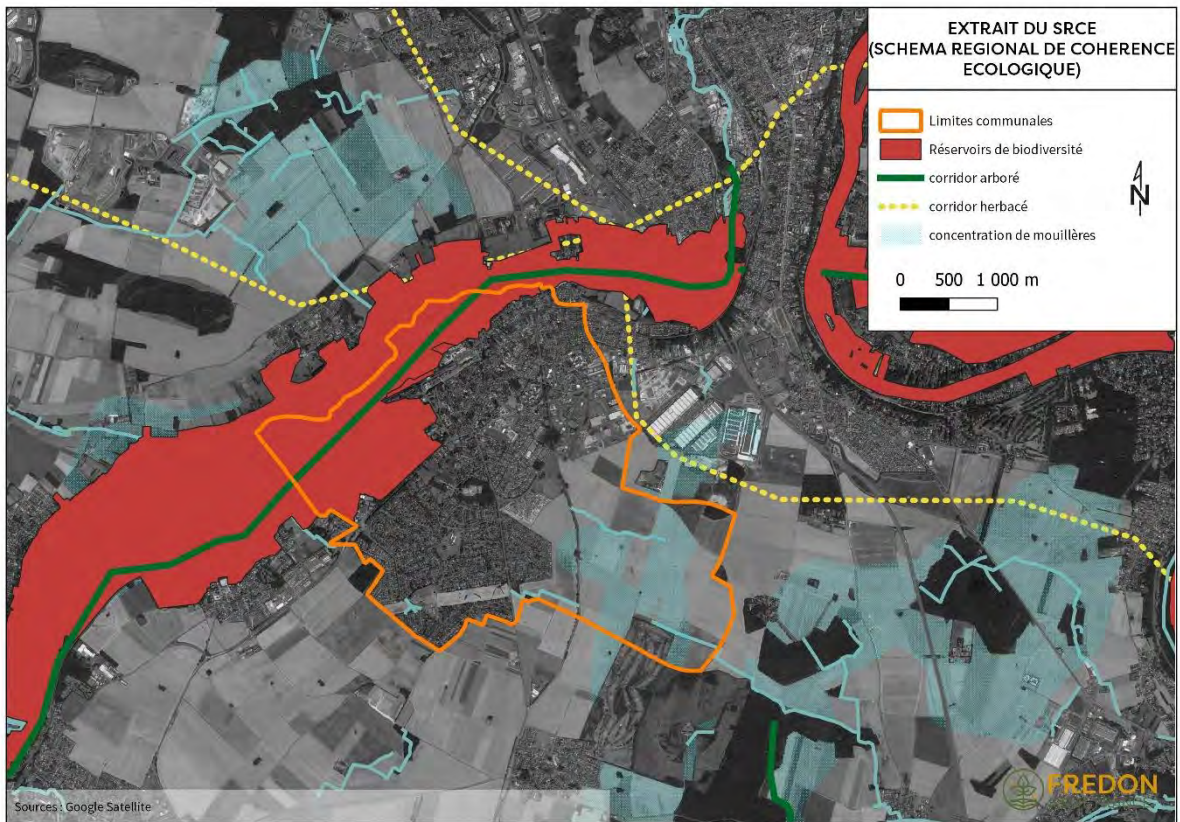 EXTRAIT DU SRCE
(SCHEMA REGIONAL DE COHERENCE
ECOLOGIQUE)
Limites communales
Réservoirs de biodiversité
corridor arboré
corridor herbacé
concentration de mouillères
N
0 500 1 000 m
FREDON
Sources : Google Satellite